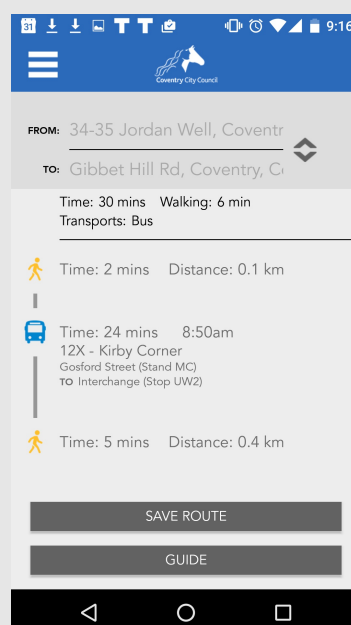 31 T T 9:16
Coventry City Council
FROM: 34-35 Jordan Well, Coventr
TO: Gibbet Hill Rd, Coventry, C
Time: 30 mins Walking: 6 min
Transports: Bus
Time: 2 mins Distance: 0.1 km
Time: 24 mins 8:50am
12X - Kirby Corner
Gosford Street (Stand MC)
TO Interchange (Stop UW2)
Time: 5 mins Distance: 0.4 km
SAVE ROUTE
GUIDE